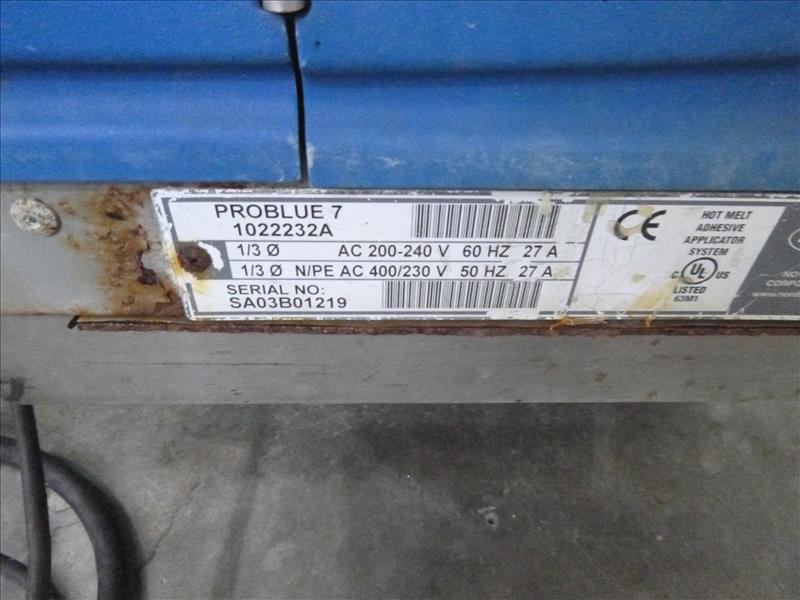 PROBLUE 7
1022232A
1/3 Ø AC 200-240 V 60 HZ 27 A
1/3 Ø N/PE AC 400/230 V 50 HZ 27 A
SERIAL NO:
SA03B01219
CE
HOT MELT
ADHESIVE
APPLICATOR
SYSTEM
C UL US
LISTED
63M1